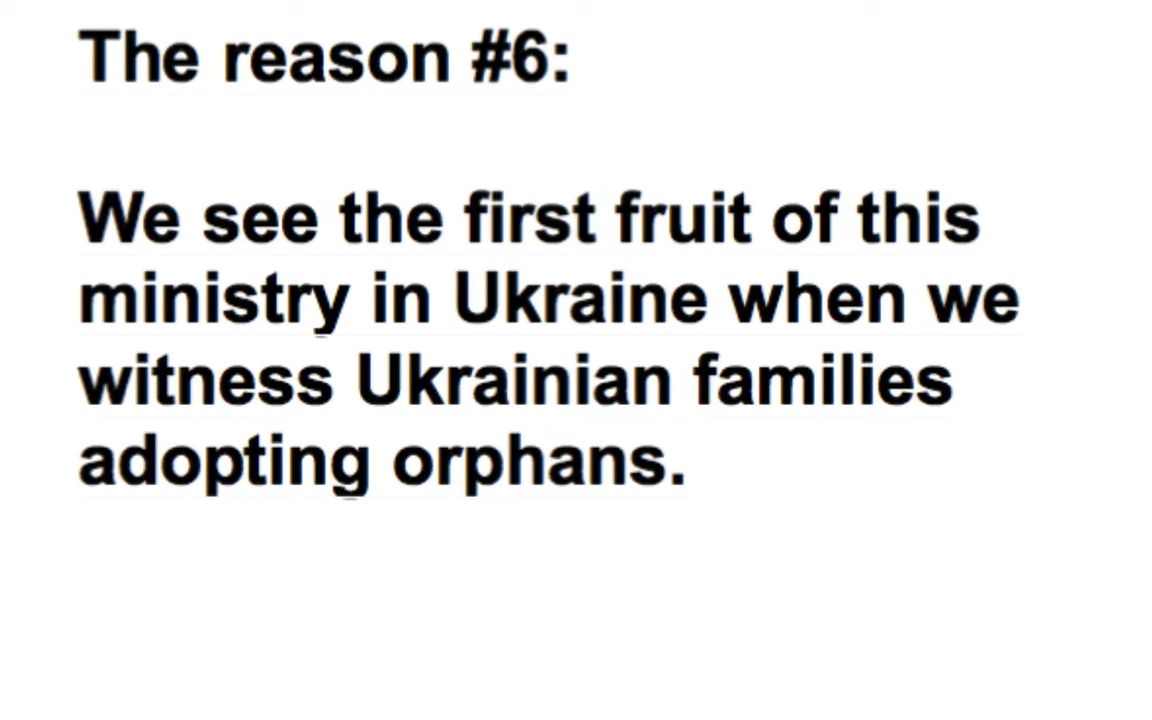 The reason #6:
We see the first fruit of this
ministry in Ukraine when we
witness Ukrainian families
adopting orphans.